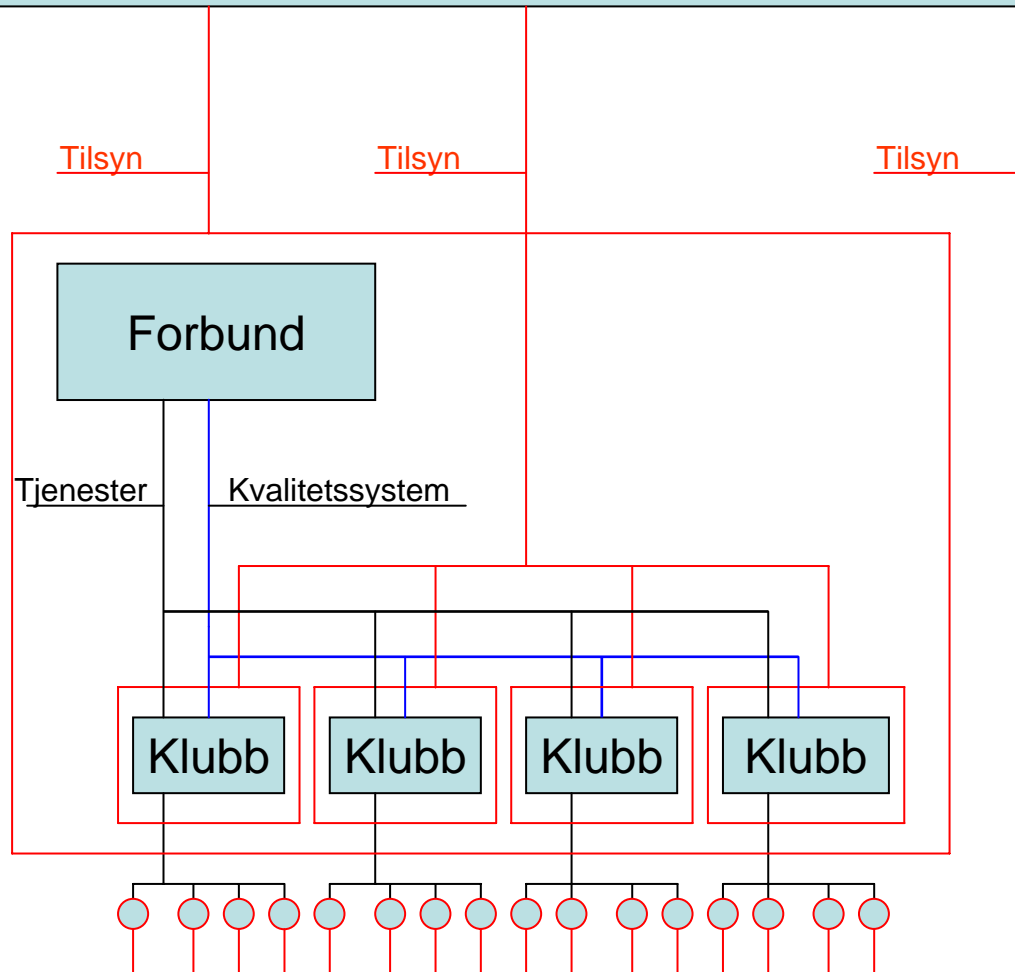 Tilsyn
Tilsyn
Tilsyn
Forbund
Tjenester
Kvalitetssystem
Klubb
Klubb
Klubb
Klubb